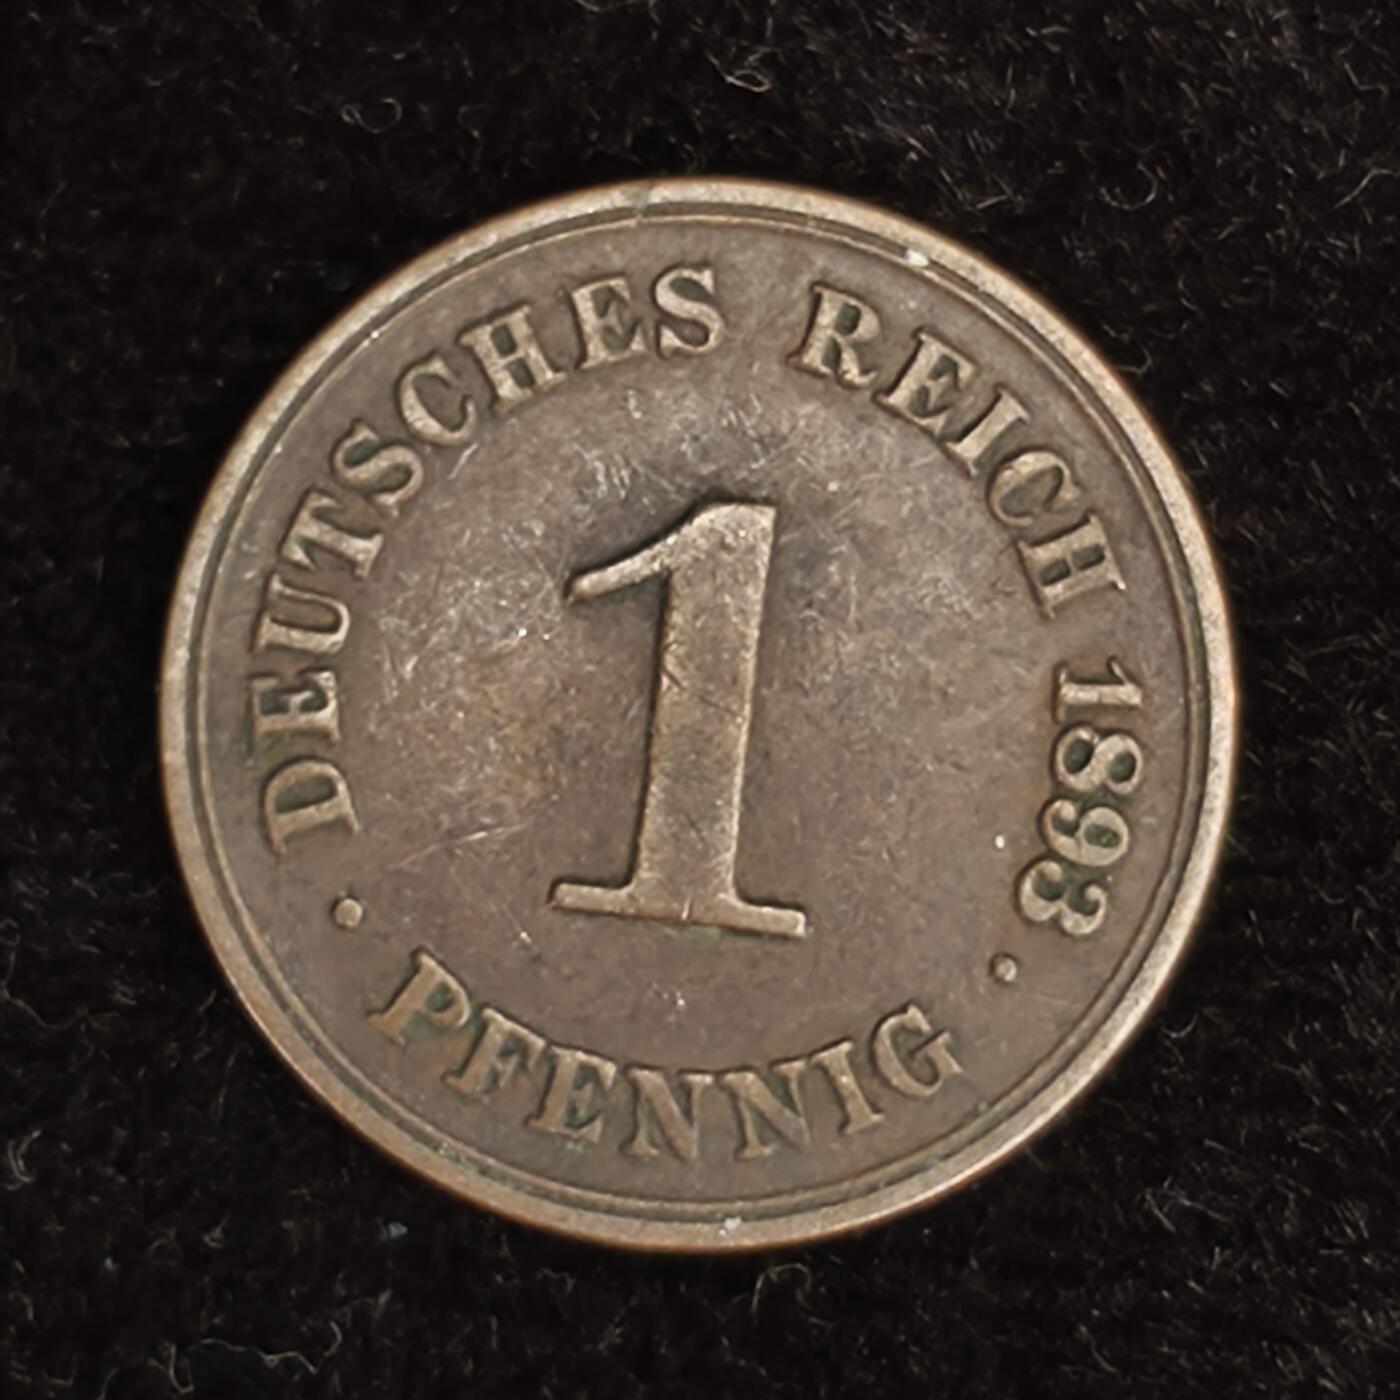 DEUTSCHES REICH 1893
1
· PFENNIG ·